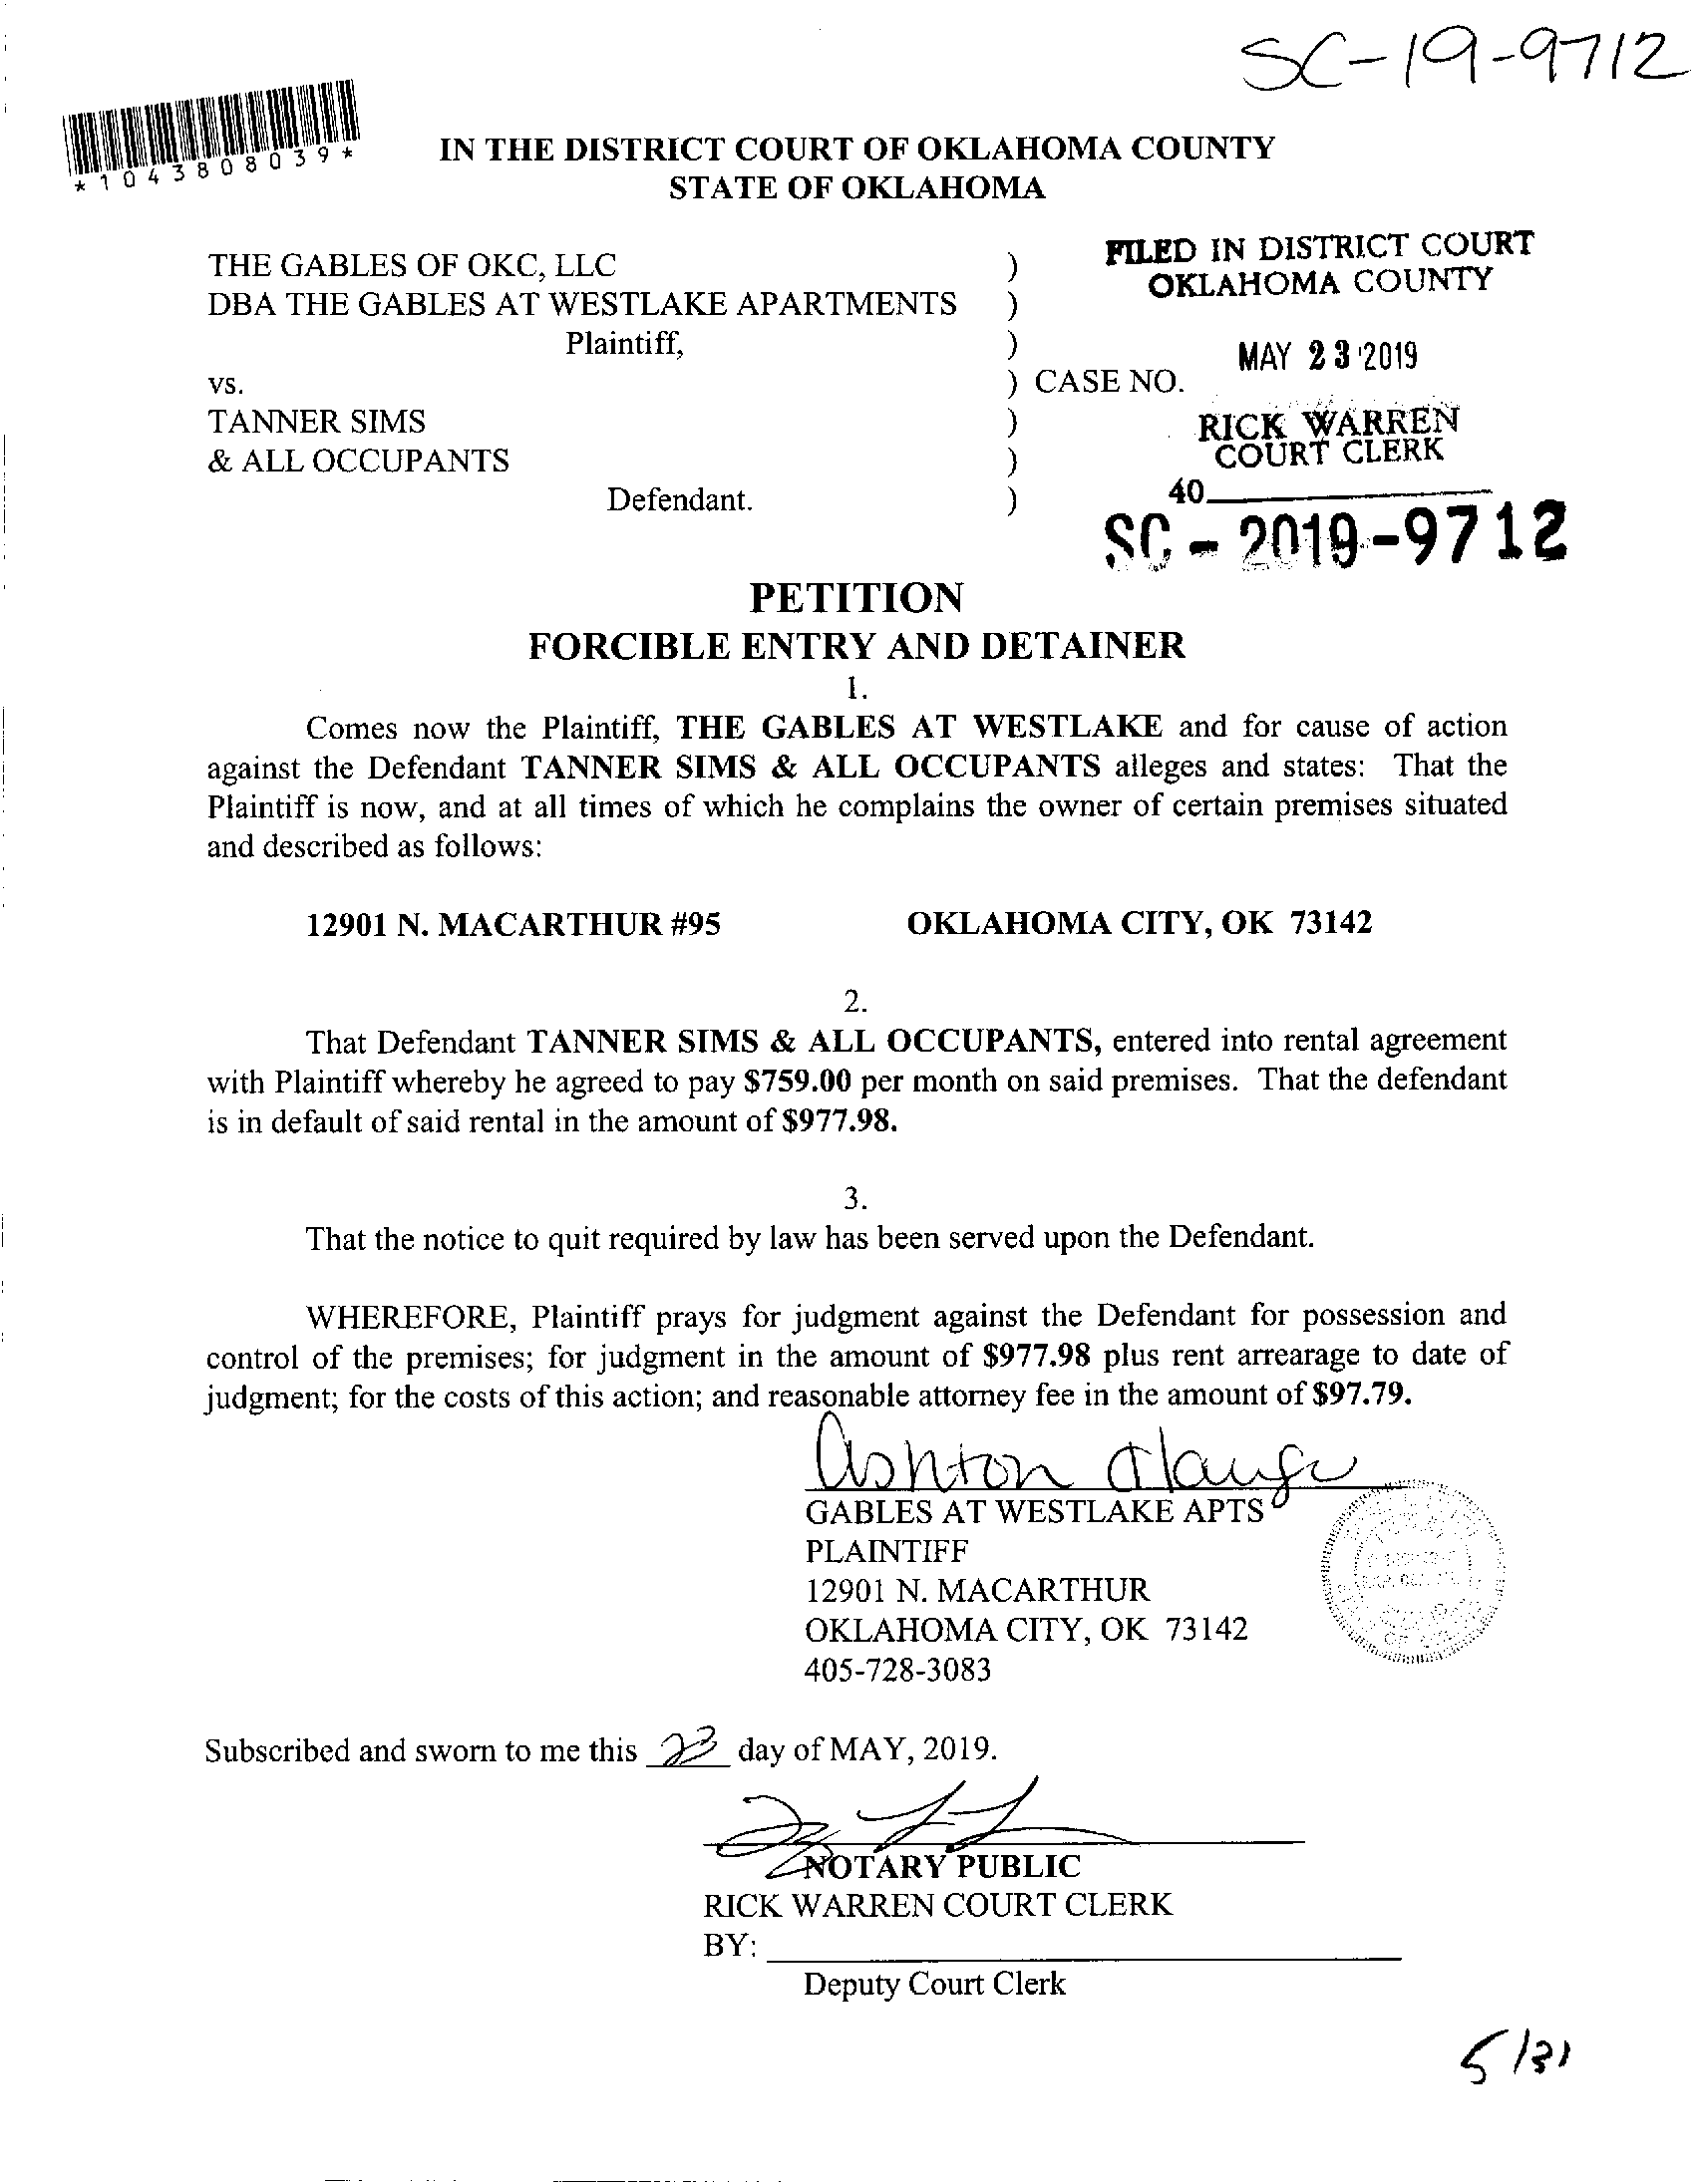 SC-19-9712
*1043808039*
IN THE DISTRICT COURT OF OKLAHOMA COUNTY
STATE OF OKLAHOMA
FILED IN DISTRICT COURT
OKLAHOMA COUNTY
THE GABLES OF OKC, LLC )
DBA THE GABLES AT WESTLAKE APARTMENTS )
Plaintiff, )
MAY 23 2019
vs. ) CASE NO.
TANNER SIMS )
RICK WARREN
COURT CLERK
& ALL OCCUPANTS )
Defendant. )
40
SC - 2019-9712
PETITION
FORCIBLE ENTRY AND DETAINER
1.
Comes now the Plaintiff, THE GABLES AT WESTLAKE and for cause of action
against the Defendant TANNER SIMS & ALL OCCUPANTS alleges and states: That the
Plaintiff is now, and at all times of which he complains the owner of certain premises situated
and described as follows:
12901 N. MACARTHUR #95 OKLAHOMA CITY, OK 73142
2.
That Defendant TANNER SIMS & ALL OCCUPANTS, entered into rental agreement
with Plaintiff whereby he agreed to pay $759.00 per month on said premises. That the defendant
is in default of said rental in the amount of $977.98.
3.
That the notice to quit required by law has been served upon the Defendant.
WHEREFORE, Plaintiff prays for judgment against the Defendant for possession and
control of the premises; for judgment in the amount of $977.98 plus rent arrearage to date of
judgment; for the costs of this action; and reasonable attorney fee in the amount of $97.79.
Ashton
GABLES AT WESTLAKE APTS
PLAINTIFF
12901 N. MACARTHUR
OKLAHOMA CITY, OK 73142
405-728-3083
Subscribed and sworn to me this 23 day of MAY, 2019.
NOTARY PUBLIC
RICK WARREN COURT CLERK
BY:
Deputy Court Clerk
5/31